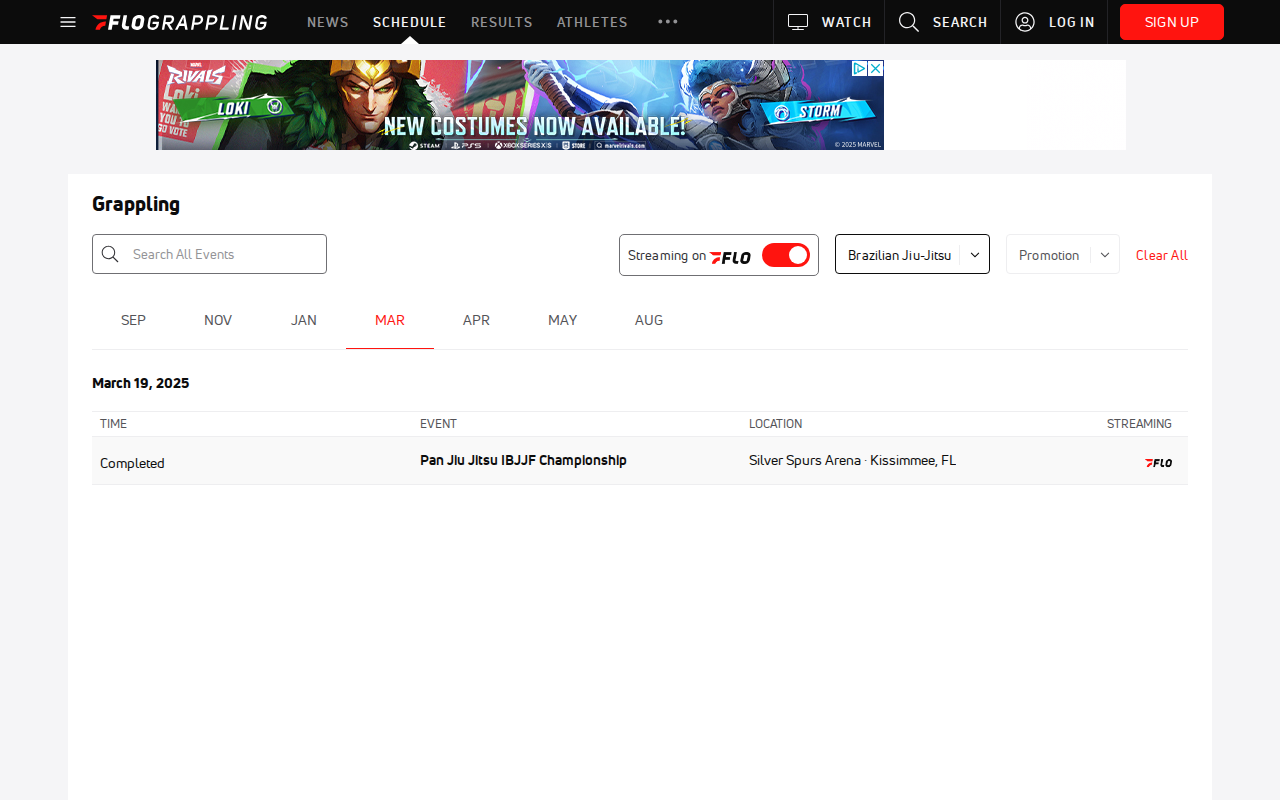 FLOGRAPPLING
NEWS
SCHEDULE
RESULTS
ATHLETES
WATCH
SEARCH
LOG IN
SIGN UP
MARVEL
RIVALS
Loki
WANT
YOU TO
GO VOTE
LOKI
NEW COSTUMES NOW AVAILABLE!
STORM
STEAM
PS5
XBOX SERIES X|S
STORE
marvelrivals.com
© 2025 MARVEL
Grappling
Search All Events
Streaming on FLO
Brazilian Jiu-Jitsu
Promotion
Clear All
SEP NOV JAN MAR APR MAY AUG
March 19, 2025
TIME EVENT LOCATION STREAMING
Completed Pan Jiu Jitsu IBJJF Championship Silver Spurs Arena · Kissimmee, FL FLO